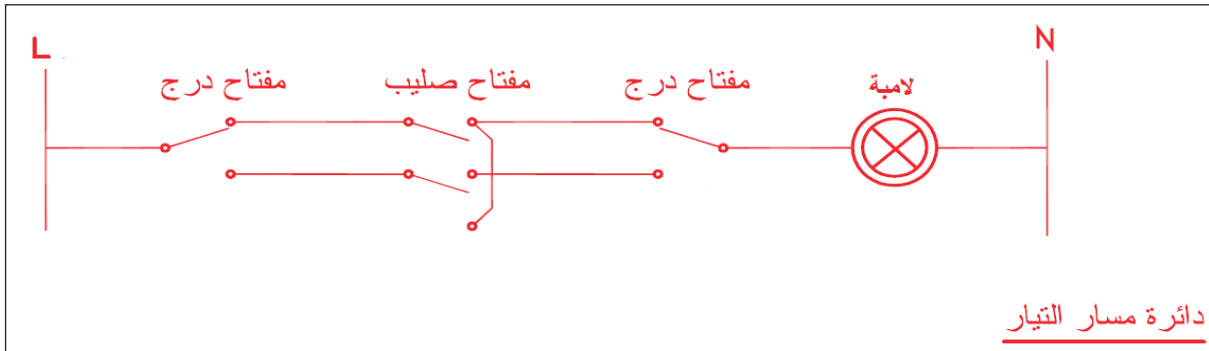 L
N
مفتاح درج
مفتاح صليب
مفتاح درج
لامبة
دائرة مسار التيار